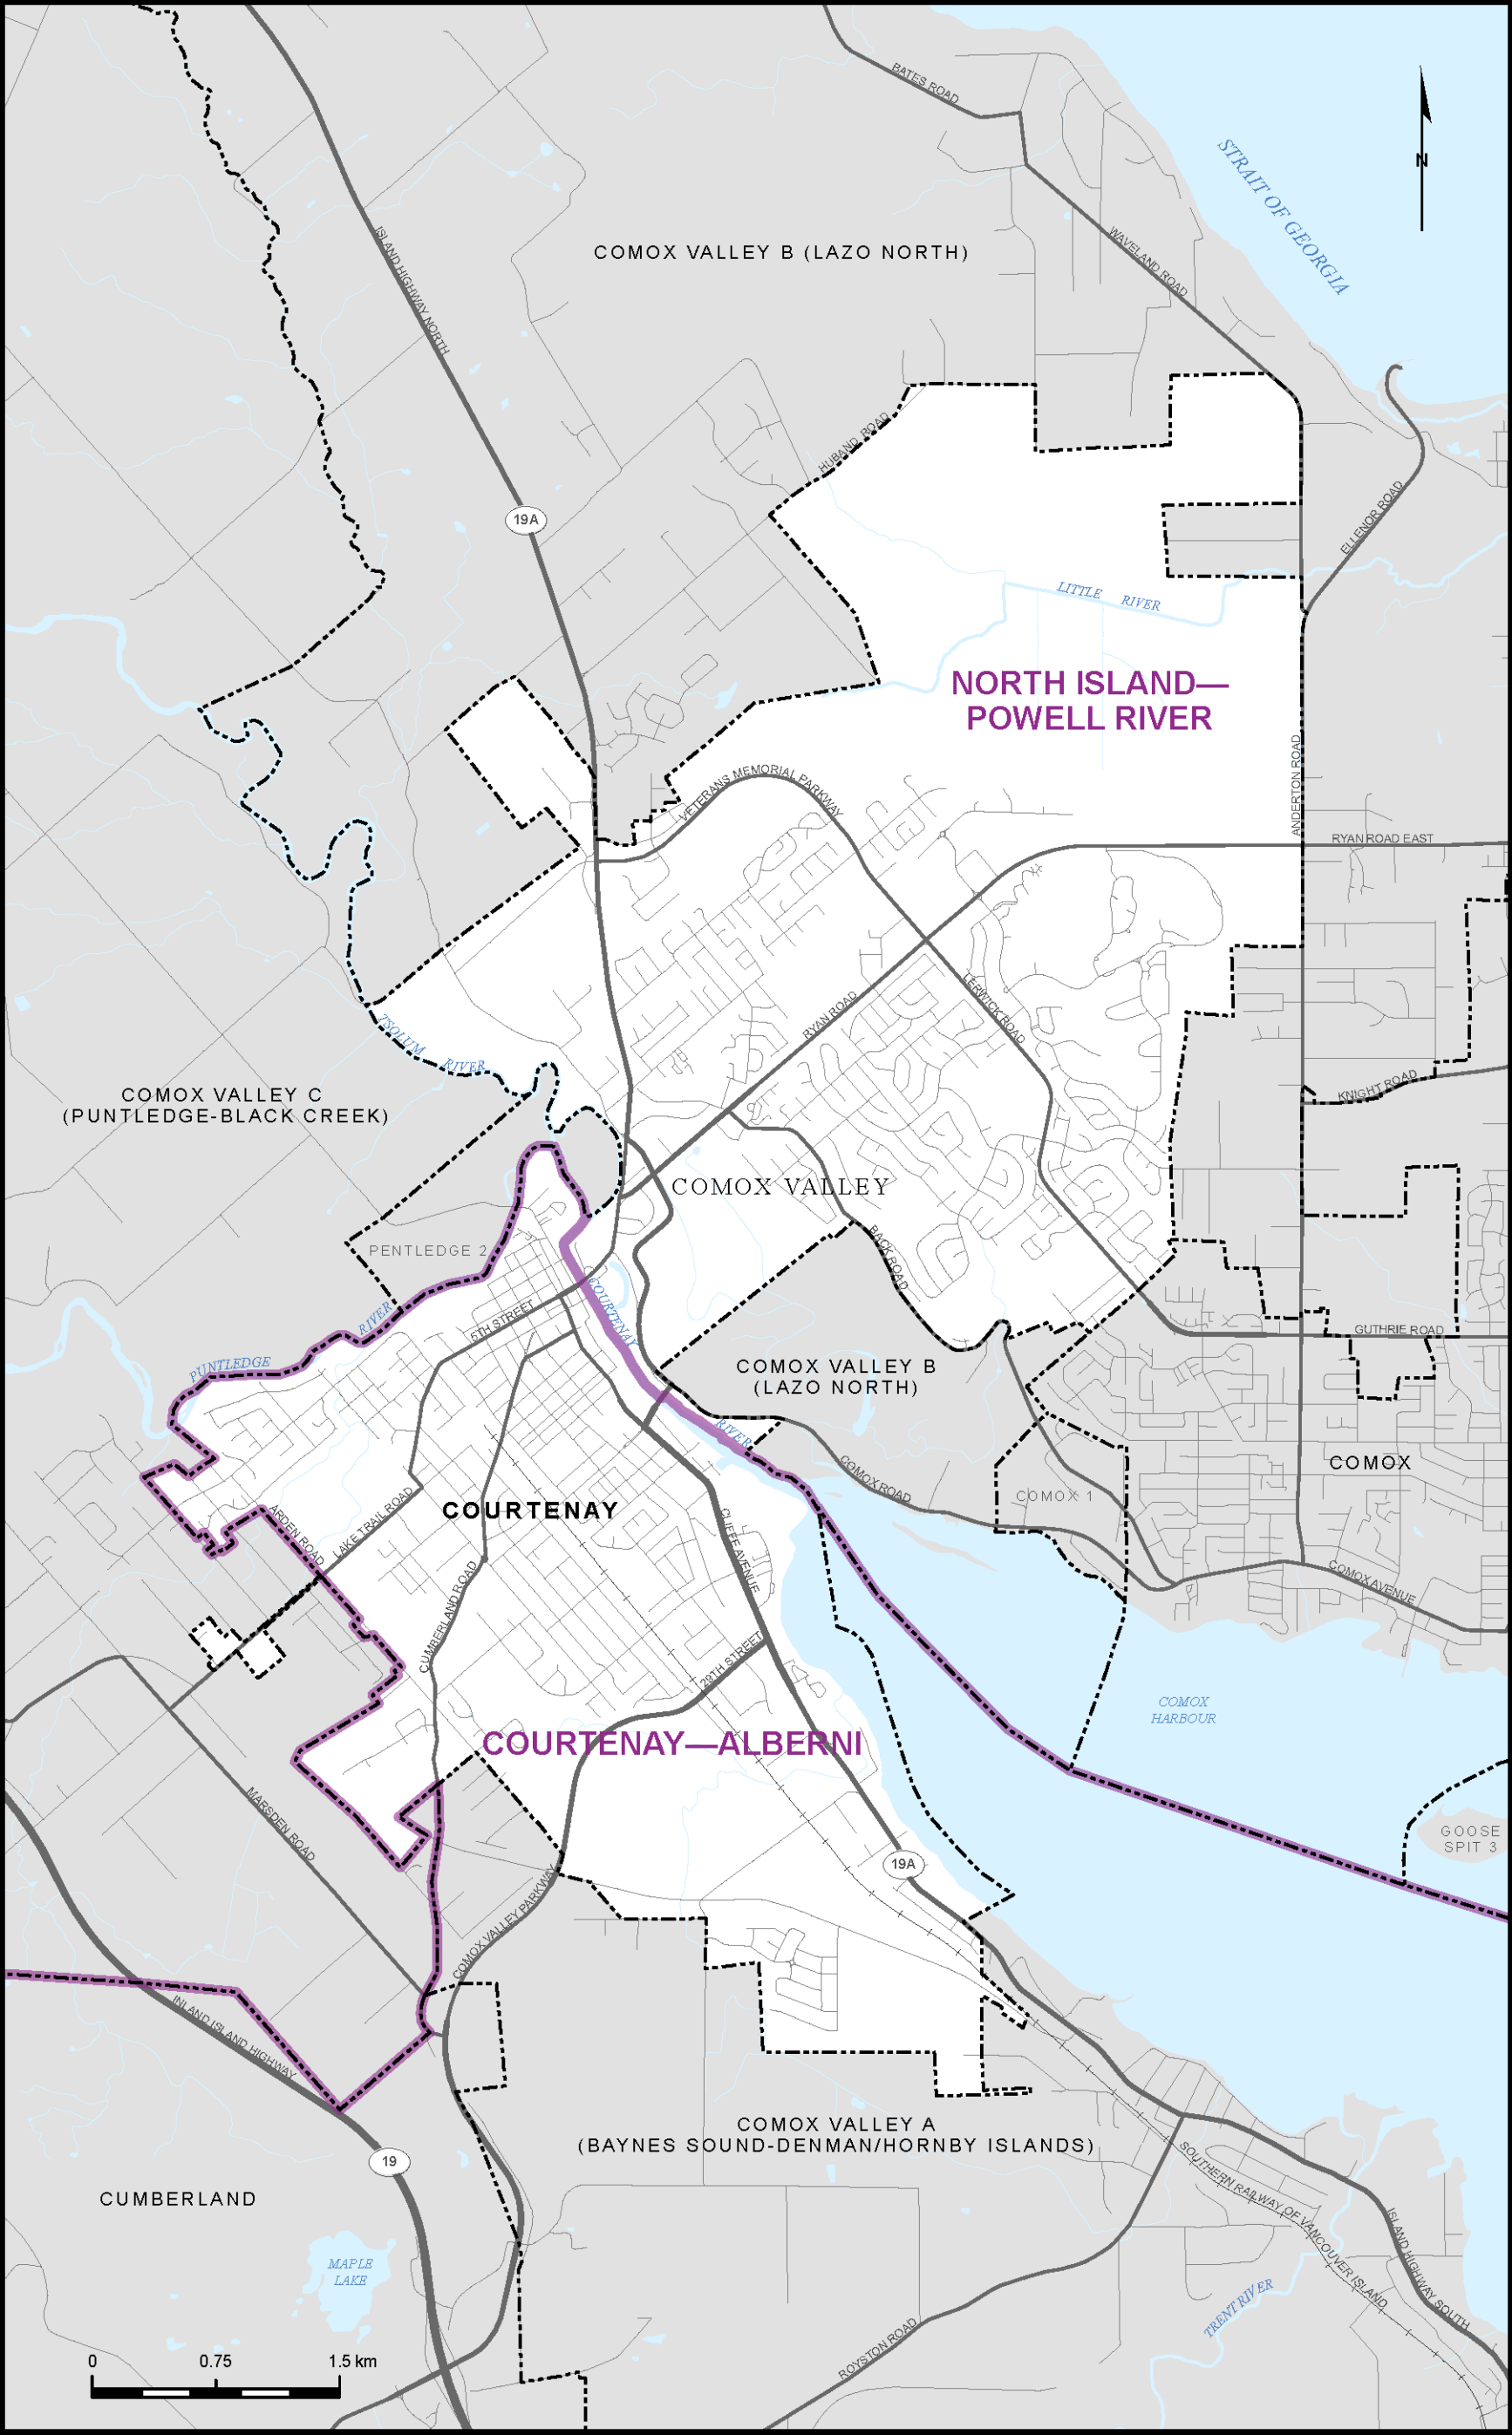 BATES ROAD
STRAIT OF GEORGIA
N
ISLAND HIGHWAY NORTH
COMOX VALLEY B (LAZO NORTH)
WAVELAND ROAD
HUBAND ROAD
19A
ELLENOR ROAD
LITTLE RIVER
NORTH ISLAND—
POWELL RIVER
VETERANS MEMORIAL PARKWAY
ANDERTON ROAD
RYAN ROAD EAST
LERWICK ROAD
RYAN ROAD
TSOLUM RIVER
KNIGHT ROAD
COMOX VALLEY C
(PUNTLEDGE-BLACK CREEK)
COMOX VALLEY
PENTLEDGE 2
BACK ROAD
COURTENAY RIVER
5TH STREET
PUNTLEDGE RIVER
GUTHRIE ROAD
COMOX VALLEY B
(LAZO NORTH)
COMOX
COMOX ROAD
COMOX 1
ARDEN ROAD
LAKE TRAIL ROAD
COURTENAY
CLIFFE AVENUE
COMOX AVENUE
CUMBERLAND ROAD
29TH STREET
COMOX
HARBOUR
COURTENAY—ALBERNI
MARSDEN ROAD
GOOSE
SPIT 3
19A
COMOX VALLEY PARKWAY
INLAND ISLAND HIGHWAY
COMOX VALLEY A
(BAYNES SOUND-DENMAN/HORNBY ISLANDS)
19
SOUTHERN RAILWAY OF VANCOUVER ISLAND
CUMBERLAND
ISLAND HIGHWAY SOUTH
MAPLE
LAKE
TRENT RIVER
ROYSTON ROAD
0 0.75 1.5 km